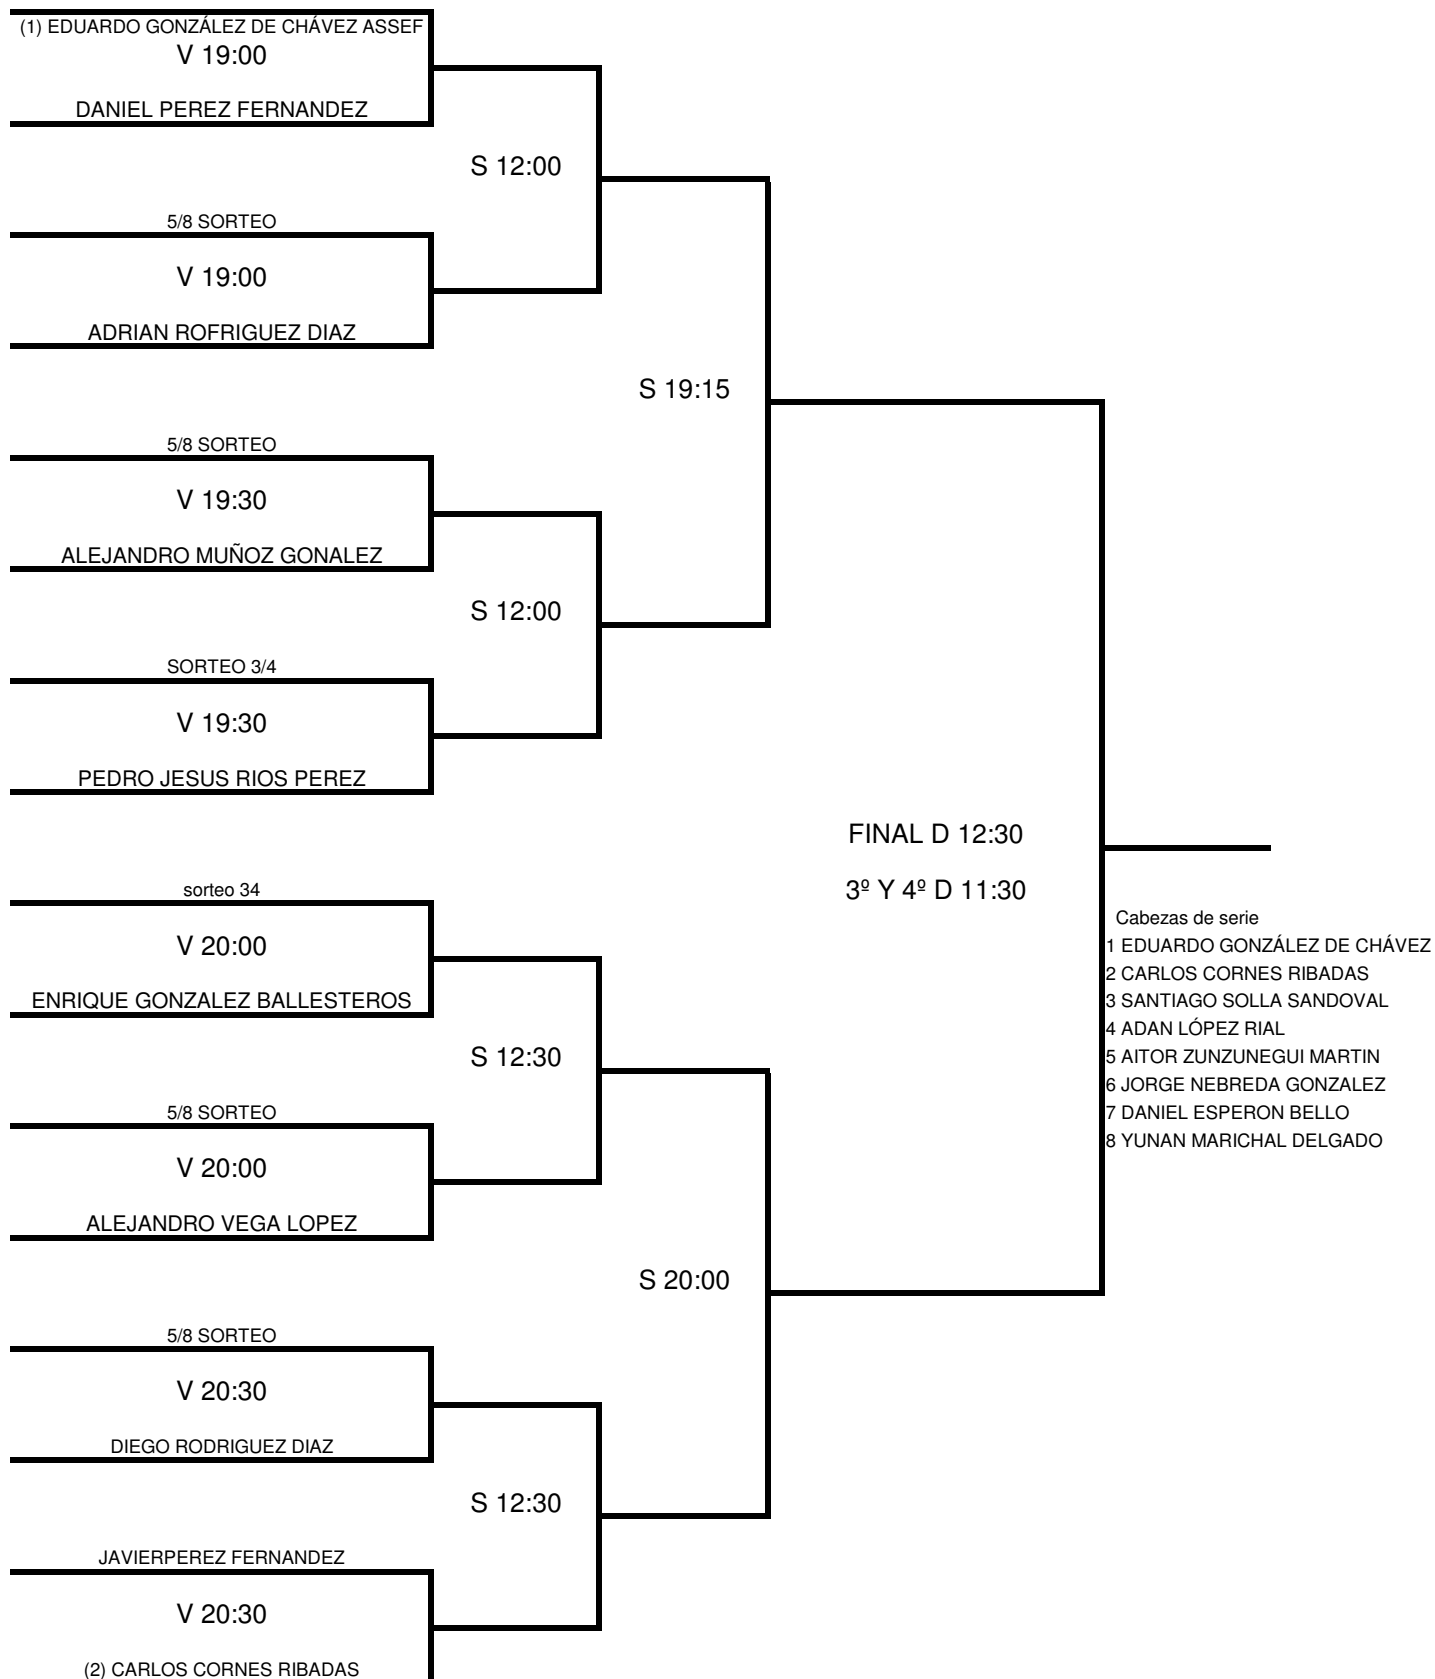 (1) EDUARDO GONZÁLEZ DE CHÁVEZ ASSEF
V 19:00
DANIEL PEREZ FERNANDEZ
S 12:00
5/8 SORTEO
V 19:00
ADRIAN ROFRIGUEZ DIAZ
S 19:15
5/8 SORTEO
V 19:30
ALEJANDRO MUÑOZ GONALEZ
S 12:00
SORTEO 3/4
V 19:30
PEDRO JESUS RIOS PEREZ
FINAL D 12:30
3º Y 4º D 11:30
sorteo 34
V 20:00
ENRIQUE GONZALEZ BALLESTEROS
S 12:30
5/8 SORTEO
V 20:00
ALEJANDRO VEGA LOPEZ
S 20:00
5/8 SORTEO
V 20:30
DIEGO RODRIGUEZ DIAZ
S 12:30
JAVIERPEREZ FERNANDEZ
V 20:30
(2) CARLOS CORNES RIBADAS
Cabezas de serie
1 EDUARDO GONZÁLEZ DE CHÁVEZ
2 CARLOS CORNES RIBADAS
3 SANTIAGO SOLLA SANDOVAL
4 ADAN LÓPEZ RIAL
5 AITOR ZUNZUNEGUI MARTIN
6 JORGE NEBREDA GONZALEZ
7 DANIEL ESPERON BELLO
8 YUNAN MARICHAL DELGADO